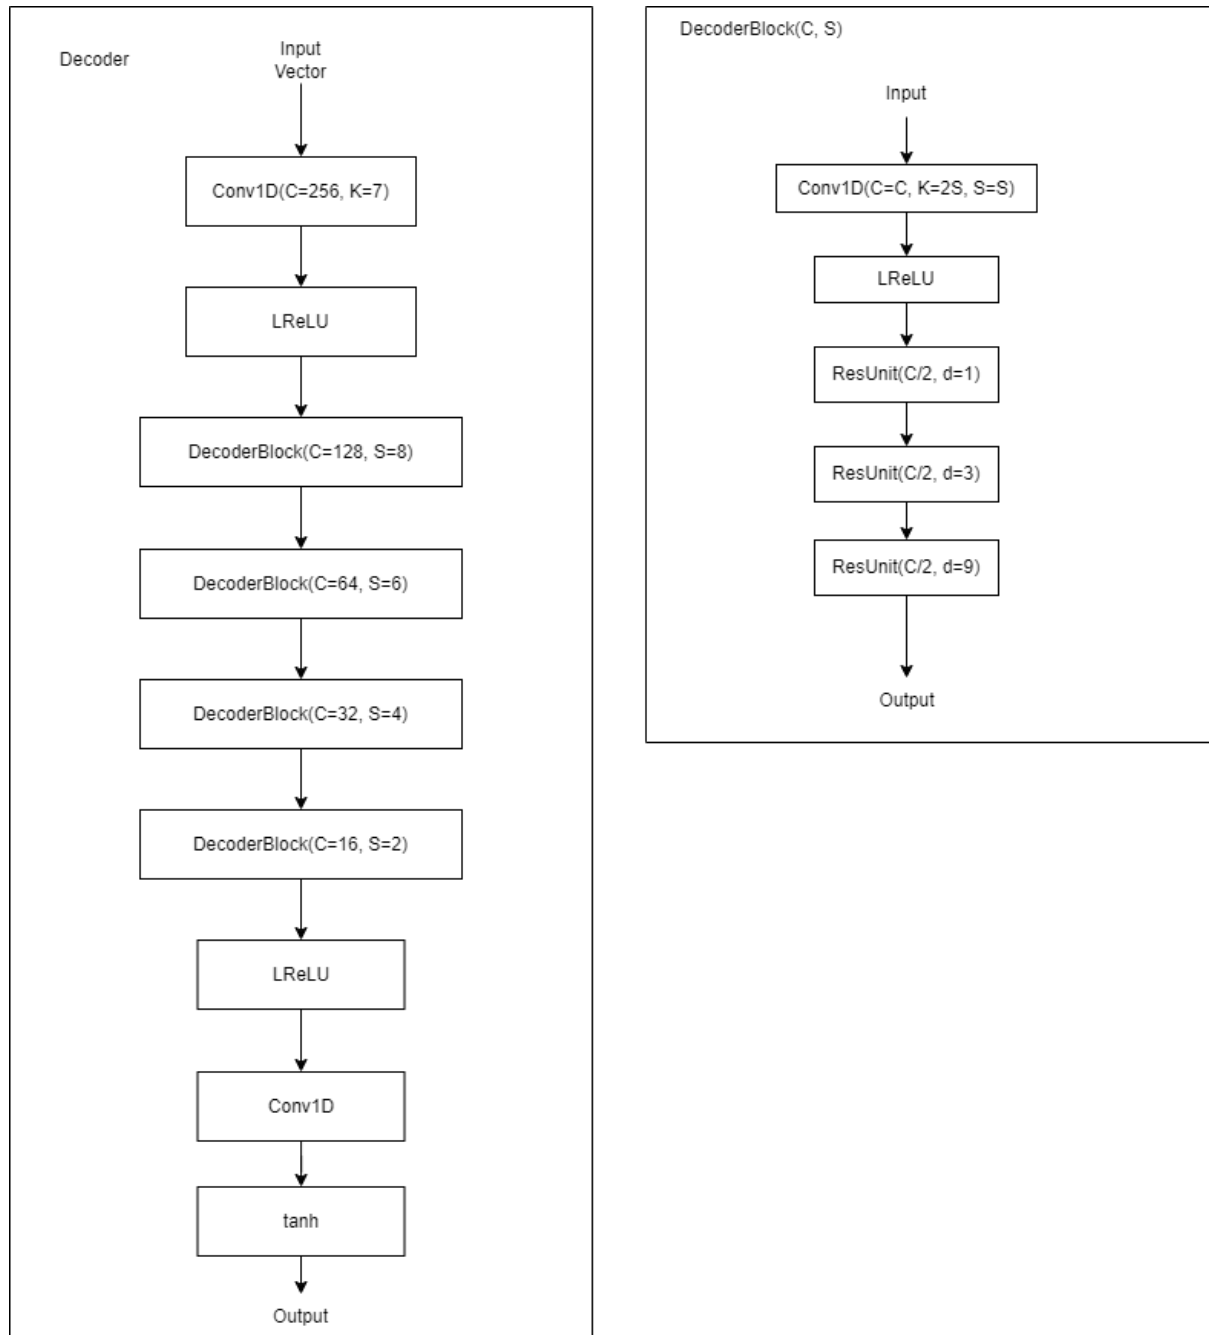 Decoder
Input
Vector
Conv1D(C=256, K=7)
LReLU
DecoderBlock(C=128, S=8)
DecoderBlock(C=64, S=6)
DecoderBlock(C=32, S=4)
DecoderBlock(C=16, S=2)
LReLU
Conv1D
tanh
Output
DecoderBlock(C, S)
Input
Conv1D(C=C, K=2S, S=S)
LReLU
ResUnit(C/2, d=1)
ResUnit(C/2, d=3)
ResUnit(C/2, d=9)
Output